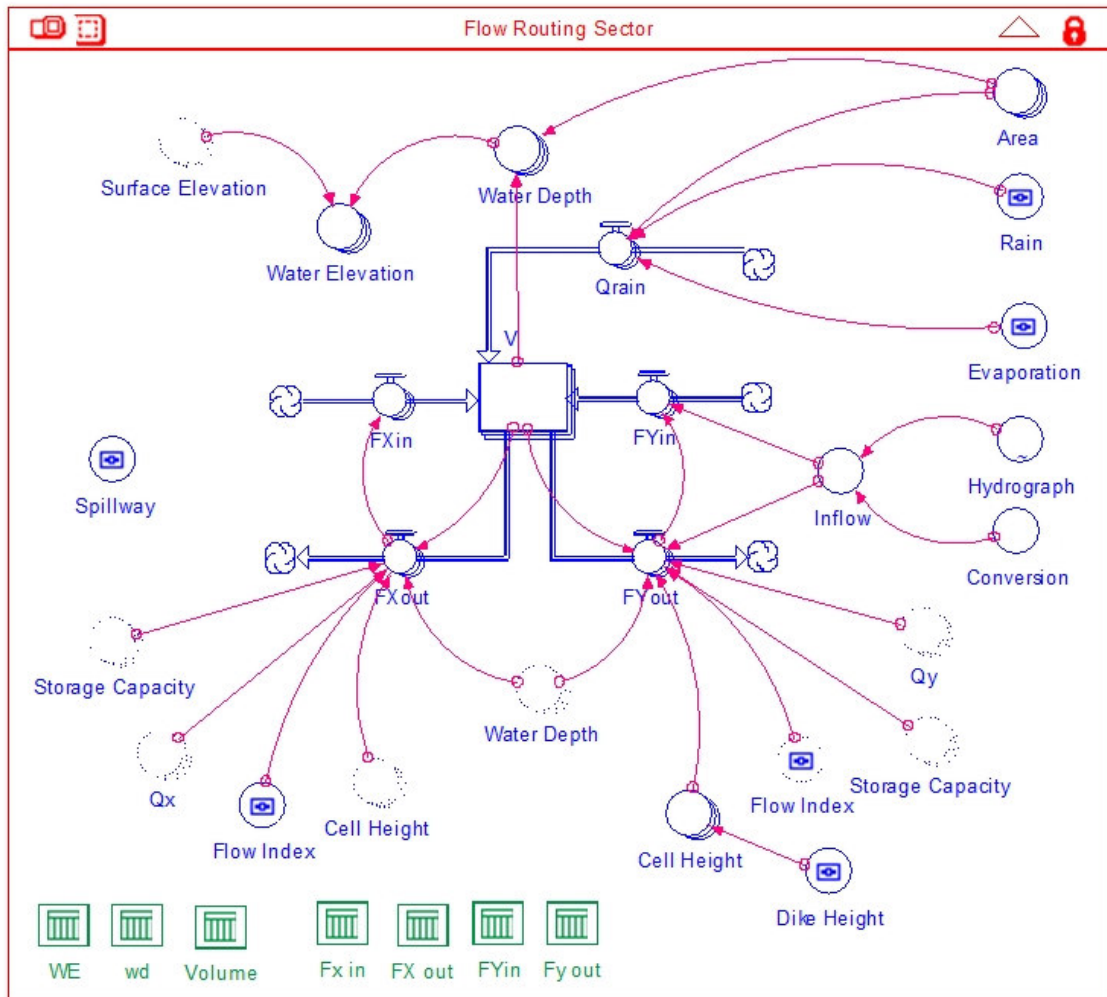 Flow Routing Sector
Area
Surface Elevation
Water Depth
Rain
Water Elevation
Qrain
V
Evaporation
FXin
FYin
Spillway
Hydrograph
Inflow
Conversion
FXout
FYout
Storage Capacity
Qy
Water Depth
Qx
Cell Height
Flow Index
Storage Capacity
Flow Index
Cell Height
Dike Height
WE
wd
Volume
Fx in
FX out
FYin
Fy out